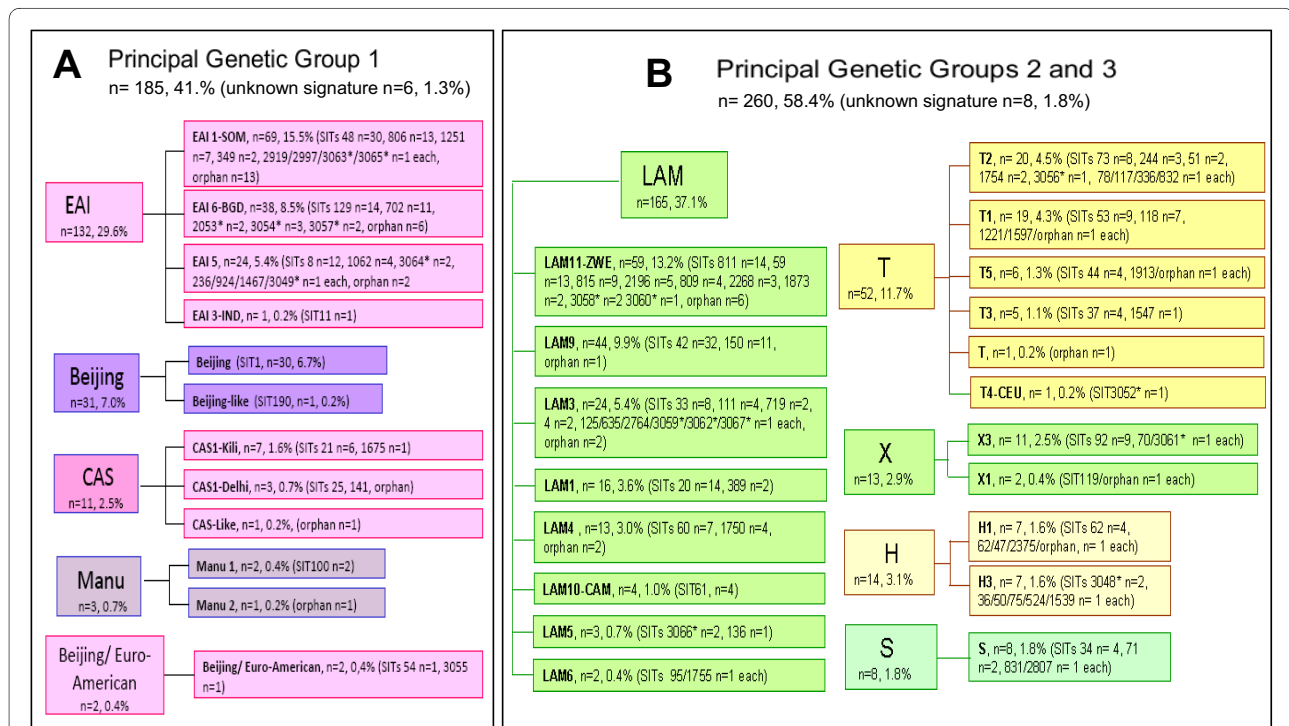 A Principal Genetic Group 1
n= 185, 41.% (unknown signature n=6, 1.3%)
EAI
n=132, 29.6%
EAI 1-SOM, n=69, 15.5% (SITs 48 n=30, 806 n=13, 1251
n=7, 349 n=2, 2919/2997/3063*/3065* n=1 each,
orphan n=13)
EAI 6-BGD, n=38, 8.5% (SITs 129 n=14, 702 n=11,
2053* n=2, 3054* n=3, 3057* n=2, orphan n=6)
EAI 5, n=24, 5.4% (SITs 8 n=12, 1062 n=4, 3064* n=2,
236/924/1467/3049* n=1 each, orphan n=2
EAI 3-IND, n= 1, 0.2% (SIT11 n=1)
Beijing
n=31, 7.0%
Beijing (SIT1, n=30, 6.7%)
Beijing-like (SIT190, n=1, 0.2%)
CAS
n=11, 2.5%
CAS1-Kili, n=7, 1.6% (SITs 21 n=6, 1675 n=1)
CAS1-Delhi, n=3, 0.7% (SITs 25, 141, orphan)
CAS-Like, n=1, 0.2%, (orphan n=1)
Manu
n=3, 0.7%
Manu 1, n=2, 0.4% (SIT100 n=2)
Manu 2, n=1, 0.2% (orphan n=1)
Beijing/ Euro-
American
n=2, 0.4%
Beijing/ Euro-American, n=2, 0,4% (SITs 54 n=1, 3055
n=1)
B Principal Genetic Groups 2 and 3
n= 260, 58.4% (unknown signature n=8, 1.8%)
LAM
n=165, 37.1%
LAM11-ZWE, n=59, 13.2% (SITs 811 n=14, 59
n=13, 815 n=9, 2196 n=5, 809 n=4, 2268 n=3, 1873
n=2, 3058* n=2 3060* n=1, orphan n=6)
LAM9, n=44, 9.9% (SITs 42 n=32, 150 n=11,
orphan n=1)
LAM3, n=24, 5.4% (SITs 33 n=8, 111 n=4, 719 n=2,
4 n=2, 125/635/2764/3059*/3062*/3067* n=1 each,
orphan n=2)
LAM1, n= 16, 3.6% (SITs 20 n=14, 389 n=2)
LAM4 , n=13, 3.0% (SITs 60 n=7, 1750 n=4,
orphan n=2)
LAM10-CAM, n=4, 1.0% (SIT61, n=4)
LAM5, n=3, 0.7% (SITs 3066* n=2, 136 n=1)
LAM6, n=2, 0.4% (SITs 95/1755 n=1 each)
T
n=52, 11.7%
T2, n= 20, 4.5% (SITs 73 n=8, 244 n=3, 51 n=2,
1754 n=2, 3056* n=1, 78/117/336/832 n=1 each)
T1, n= 19, 4.3% (SITs 53 n=9, 118 n=7,
1221/1597/orphan n=1 each)
T5, n=6, 1.3% (SITs 44 n=4, 1913/orphan n=1 each)
T3, n=5, 1.1% (SITs 37 n=4, 1547 n=1)
T, n=1, 0.2% (orphan n=1)
T4-CEU, n= 1, 0.2% (SIT3052* n=1)
X
n=13, 2.9%
X3, n= 11, 2.5% (SITs 92 n=9, 70/3061* n=1 each)
X1, n= 2, 0.4% (SIT119/orphan n=1 each)
H
n=14, 3.1%
H1, n= 7, 1.6% (SITs 62 n=4,
62/47/2375/orphan, n= 1 each)
H3, n= 7, 1.6% (SITs 3048* n=2,
36/50/75/524/1539 n= 1 each)
S
n=8, 1.8%
S, n=8, 1.8% (SITs 34 n= 4, 71
n=2, 831/2807 n= 1 each)